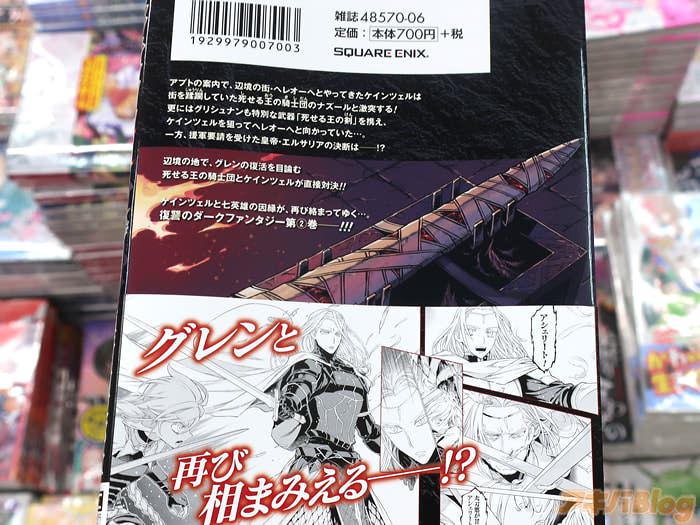 1929979007003
雑誌 48570-06
定価：本体700円＋税
SQUARE ENIX.
アプトの案内で、辺境の街・ヘレオーへとやってきたケインツェルは
街を蹂躙していた死せる王の騎士団のナズールと激突する！
更にはグリシュナンも特別な武器「死せる王の剣」を携え、
ケインツェルを狙ってヘレオーへと向かっていた…。
一方、援軍要請を受けた皇帝・エルサリアの決断は──!?
辺境の地で、グレンの復活を目論む
死せる王の騎士団とケインツェルが直接対決!!
ケインツェルと七英雄の因縁が、再び絡まってゆく…。
復讐のダークファンタジー第②巻──!!!
グレンと
アシェリート・
再び
相まみえる──!?
アキバBlog